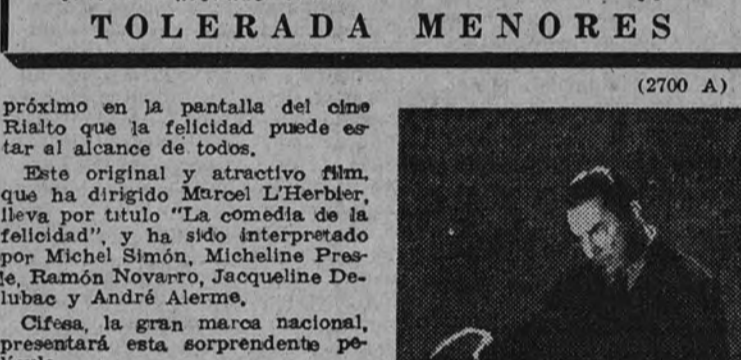 TOLERADA MENORES
(2700 A)
próximo en la pantalla del cine
Rialto que la felicidad puede es-
tar al alcance de todos.
Este original y atractivo film,
que ha dirigido Marcel L'Herbier,
lleva por titulo "La comedia de la
felicidad", y ha sido interpretado
por Michel Simón, Micheline Pres-
le, Ramón Novarro, Jacqueline De-
lubac y André Alerme.
Cifesa, la gran marca nacional,
presentará esta sorprendente pe-